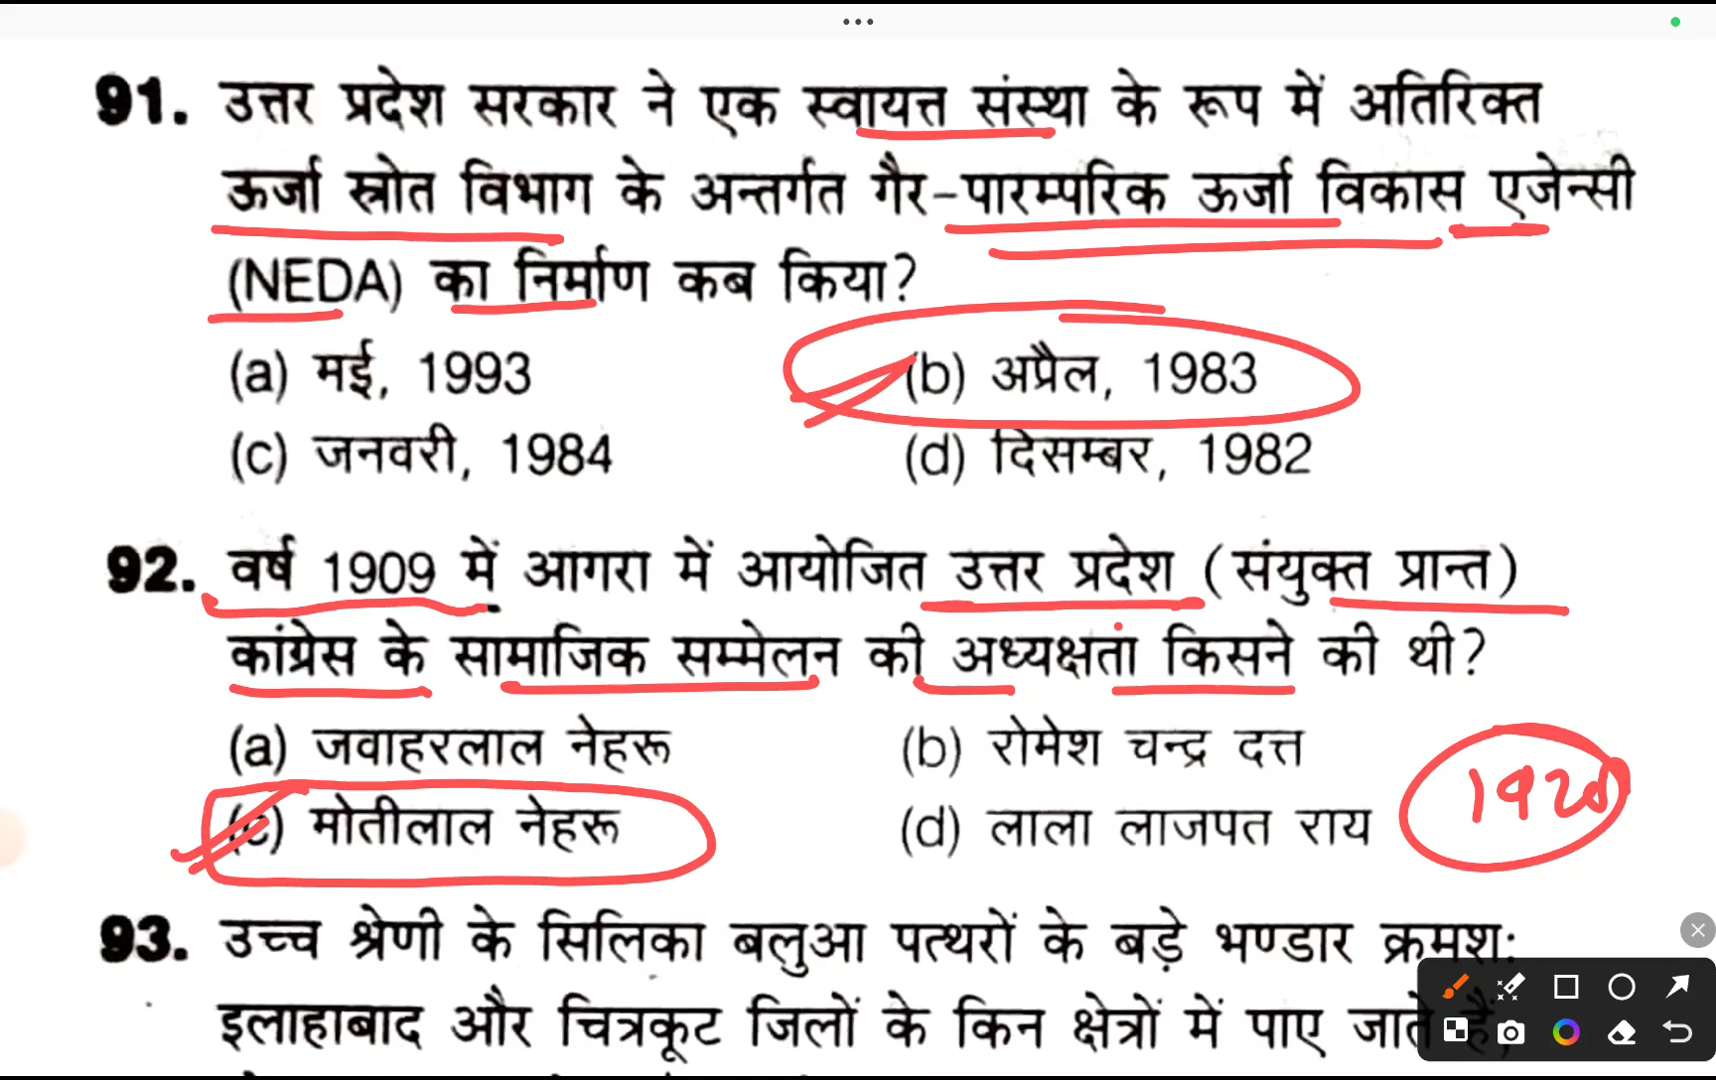 91. उत्तर प्रदेश सरकार ने एक स्वायत्त संस्था के रूप में अतिरिक्त
ऊर्जा स्रोत विभाग के अन्तर्गत गैर-पारम्परिक ऊर्जा विकास एजेन्सी
(NEDA) का निर्माण कब किया?
(a) मई, 1993 (b) अप्रैल, 1983
(c) जनवरी, 1984 (d) दिसम्बर, 1982
92. वर्ष 1909 में आगरा में आयोजित उत्तर प्रदेश (संयुक्त प्रान्त)
कांग्रेस के सामाजिक सम्मेलन की अध्यक्षता किसने की थी?
(a) जवाहरलाल नेहरू (b) रोमेश चन्द्र दत्त
(c) मोतीलाल नेहरू (d) लाला लाजपत राय
93. उच्च श्रेणी के सिलिका बलुआ पत्थरों के बड़े भण्डार क्रमशः
इलाहाबाद और चित्रकूट जिलों के किन क्षेत्रों में पाए जाते हैं,